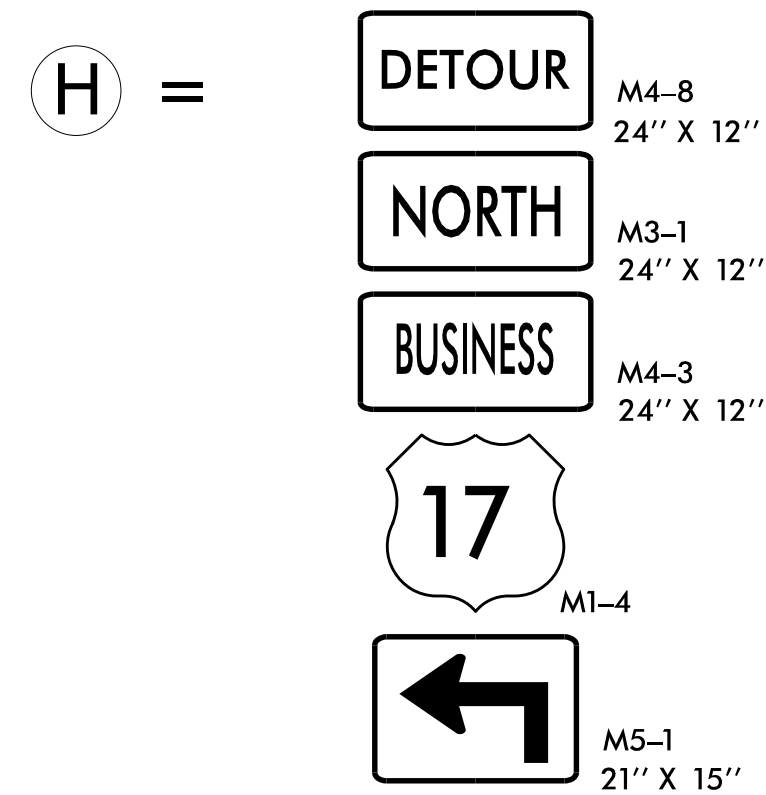 H =
DETOUR
M4–8
24’’ X 12’’
NORTH
M3–1
24’’ X 12’’
BUSINESS
M4–3
24’’ X 12’’
17
M1–4
M5–1
21’’ X 15’’